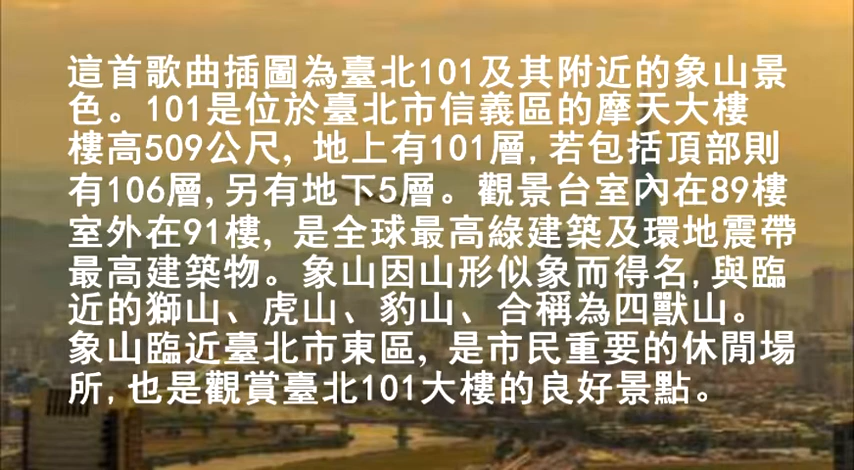 這首歌曲插圖為臺北101及其附近的象山景
色。101是位於臺北市信義區的摩天大樓
樓高509公尺, 地上有101層,若包括頂部則
有106層,另有地下5層。觀景台室內在89樓
室外在91樓, 是全球最高綠建築及環地震帶
最高建築物。象山因山形似象而得名,與臨
近的獅山、虎山、豹山、合稱為四獸山。
象山臨近臺北市東區, 是市民重要的休閒場
所,也是觀賞臺北101大樓的良好景點。